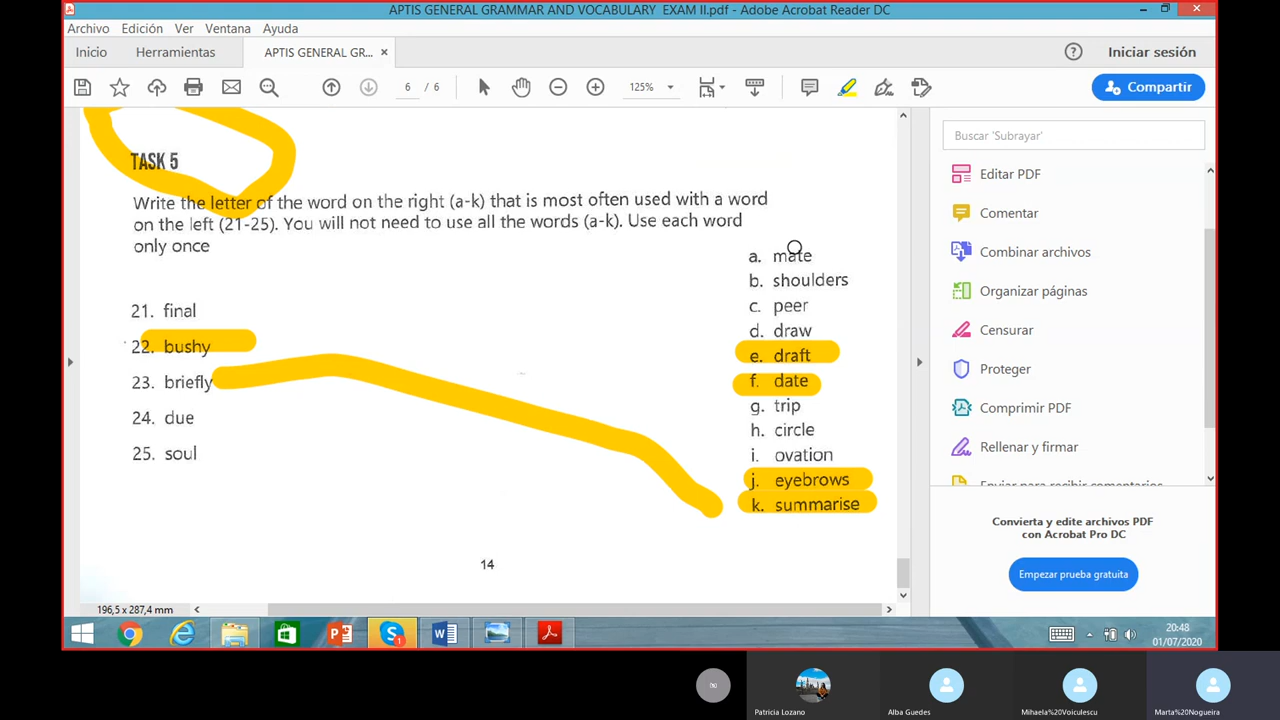 APTIS GENERAL GRAMMAR AND VOCABULARY EXAM II.pdf - Adobe Acrobat Reader DC
Archivo Edición Ver Ventana Ayuda
Inicio Herramientas APTIS GENERAL GR... × Iniciar sesión
6 / 6 125% Compartir
TASK 5
Write the letter of the word on the right (a-k) that is most often used with a word
on the left (21-25). You will not need to use all the words (a-k). Use each word
only once
21. final
22. bushy
23. briefly
24. due
25. soul
a. mate
b. shoulders
c. peer
d. draw
e. draft
f. date
g. trip
h. circle
i. ovation
j. eyebrows
k. summarise
14
196,5 x 287,4 mm
Buscar 'Subrayar'
Editar PDF
Comentar
Combinar archivos
Organizar páginas
Censurar
Proteger
Comprimir PDF
Rellenar y firmar
Enviar para recibir comentarios
Convierta y edite archivos PDF
con Acrobat Pro DC
Empezar prueba gratuita
20:48
01/07/2020
Patricia Lozano
Alba Guedes
Mihaela%20Voiculescu
Marta%20Nogueira